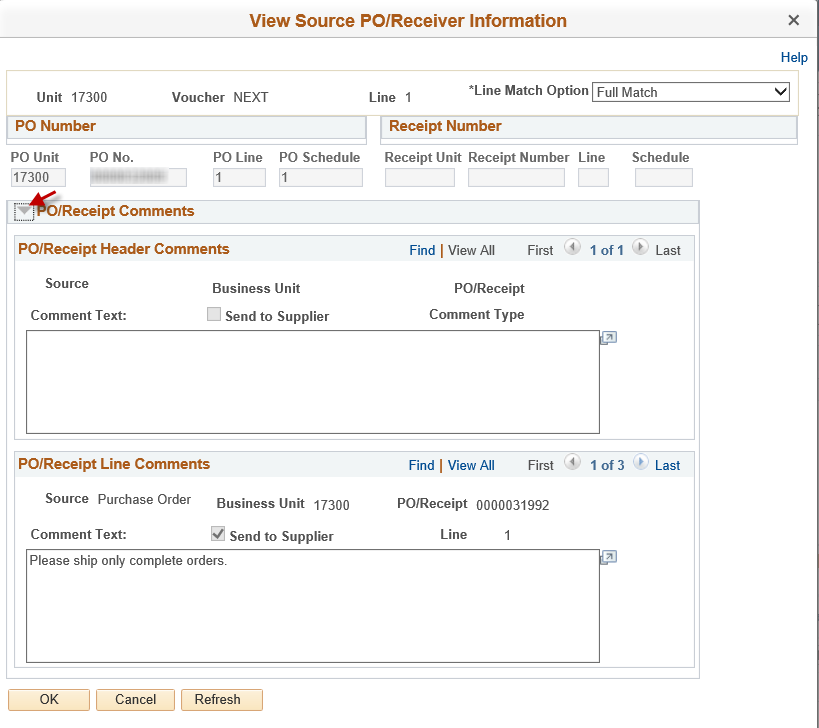 View Source PO/Receiver Information
Help
Unit 17300 Voucher NEXT Line 1 *Line Match Option Full Match
PO Number Receipt Number
PO Unit PO No. PO Line PO Schedule Receipt Unit Receipt Number Line Schedule
17300 1 1
PO/Receipt Comments
PO/Receipt Header Comments Find | View All First 1 of 1 Last
Source Business Unit PO/Receipt
Comment Text: Send to Supplier Comment Type
PO/Receipt Line Comments Find | View All First 1 of 3 Last
Source Purchase Order Business Unit 17300 PO/Receipt 0000031992
Comment Text: Send to Supplier Line 1
Please ship only complete orders.
OK Cancel Refresh